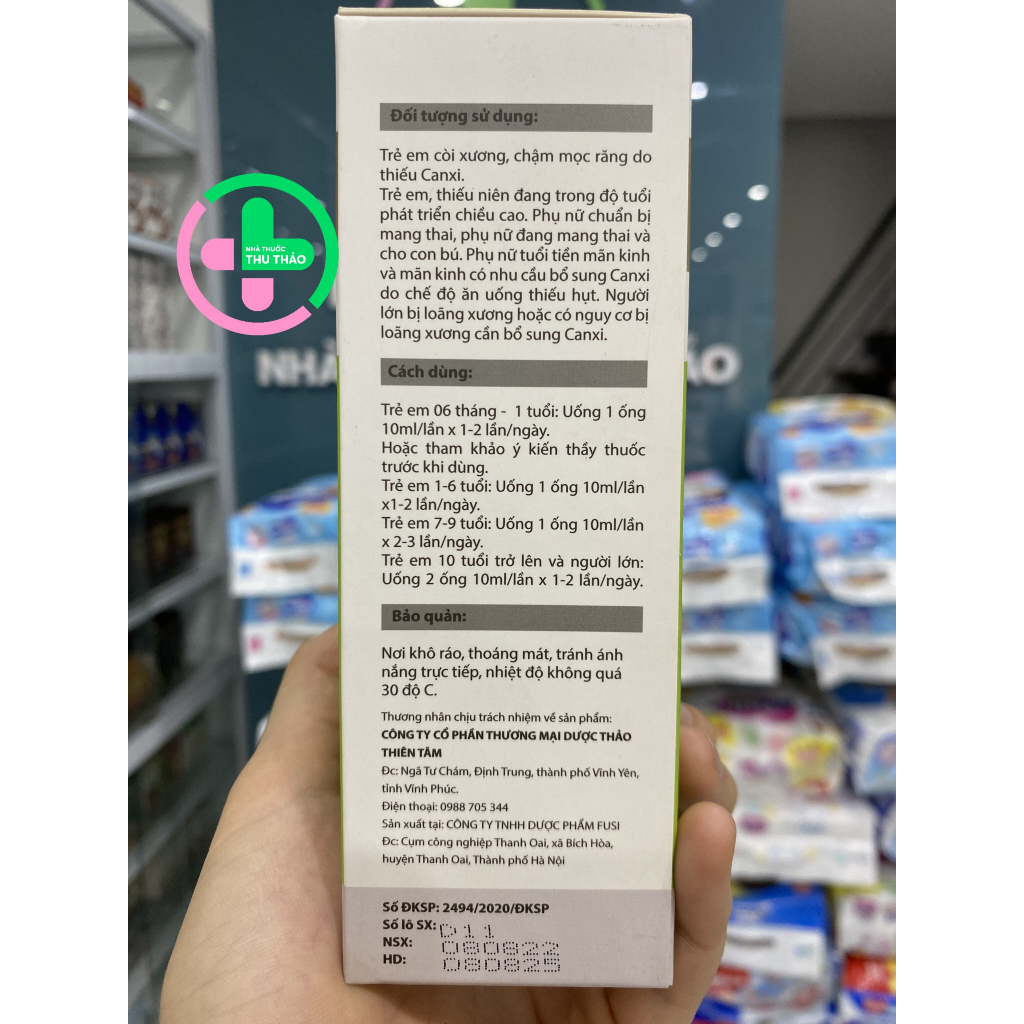 Đối tượng sử dụng:
Trẻ em còi xương, chậm mọc răng do
thiếu Canxi.
Trẻ em, thiếu niên đang trong độ tuổi
phát triển chiều cao. Phụ nữ chuẩn bị
mang thai, phụ nữ đang mang thai và
cho con bú. Phụ nữ tuổi tiền mãn kinh
và mãn kinh có nhu cầu bổ sung Canxi
do chế độ ăn uống thiếu hụt. Người
lớn bị loãng xương hoặc có nguy cơ bị
loãng xương cần bổ sung Canxi.
NHÀ THUỐC
THU THẢO
NHÀ
ẢO
Cách dùng:
Trẻ em 06 tháng - 1 tuổi: Uống 1 ống
10ml/lần x 1-2 lần/ngày.
Hoặc tham khảo ý kiến thầy thuốc
trước khi dùng.
Trẻ em 1-6 tuổi: Uống 1 ống 10ml/lần
x1-2 lần/ngày.
Trẻ em 7-9 tuổi: Uống 1 ống 10ml/lần
x 2-3 lần/ngày.
Trẻ em 10 tuổi trở lên và người lớn:
Uống 2 ống 10ml/lần x 1-2 lần/ngày.
Bảo quản:
Nơi khô ráo, thoáng mát, tránh ánh
nắng trực tiếp, nhiệt độ không quá
30 độ C.
Thương nhân chịu trách nhiệm về sản phẩm:
CÔNG TY CỔ PHẦN THƯƠNG MẠI DƯỢC THẢO
THIÊN TÂM
Đc: Ngã Tư Chám, Định Trung, thành phố Vĩnh Yên,
tỉnh Vĩnh Phúc.
Điện thoại: 0988 705 344
Sản xuất tại: CÔNG TY TNHH DƯỢC PHẨM FUSI
Đc: Cụm công nghiệp Thanh Oai, xã Bích Hòa,
huyện Thanh Oai, Thành phố Hà Nội
Số ĐKSP: 2494/2020/ĐKSP
Số lô SX: D11
NSX: 080822
HD: 080825